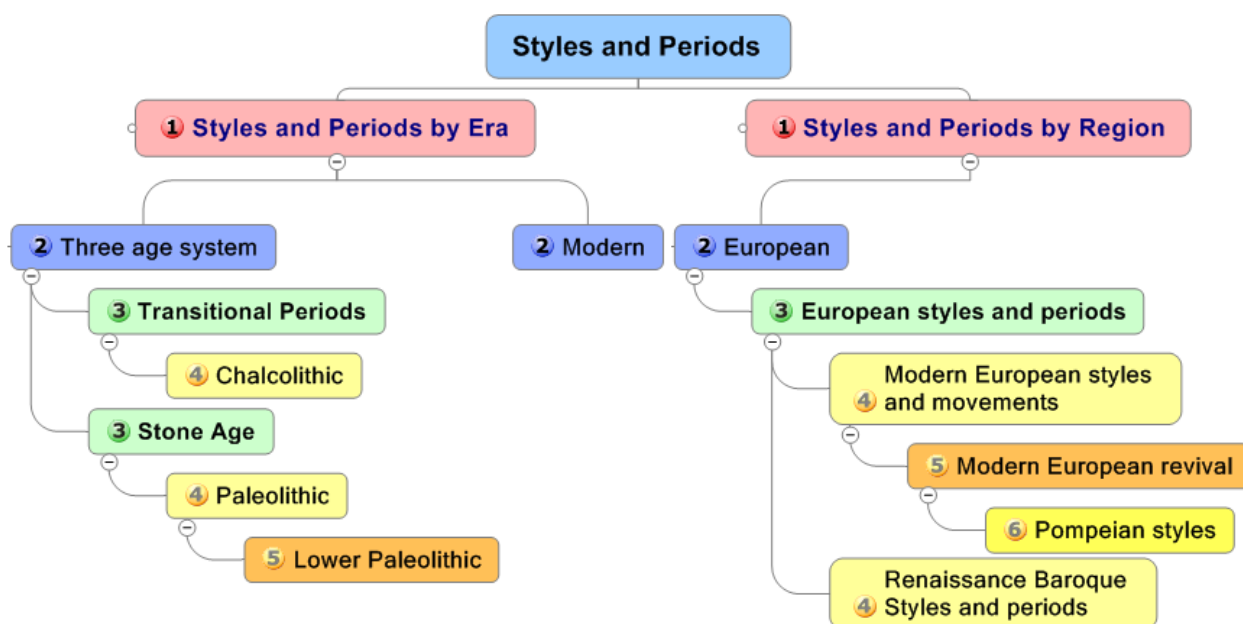 Styles and Periods
1 Styles and Periods by Era
1 Styles and Periods by Region
2 Three age system
2 Modern
2 European
3 Transitional Periods
3 European styles and periods
4 Chalcolithic
4 Modern European styles
and movements
3 Stone Age
5 Modern European revival
4 Paleolithic
6 Pompeian styles
5 Lower Paleolithic
4 Renaissance Baroque
Styles and periods